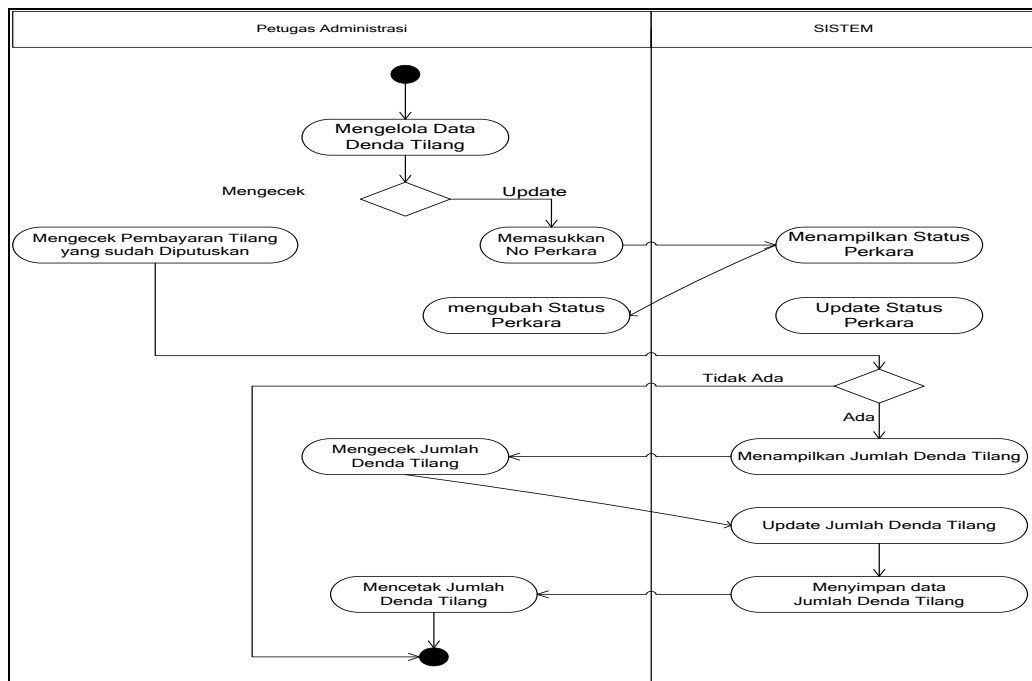 Petugas Administrasi
SISTEM
Mengelola Data
Denda Tilang
Mengecek
Update
Mengecek Pembayaran Tilang
yang sudah Diputuskan
Memasukkan
No Perkara
Menampilkan Status
Perkara
mengubah Status
Perkara
Update Status
Perkara
Tidak Ada
Ada
Mengecek Jumlah
Denda Tilang
Menampilkan Jumlah Denda Tilang
Update Jumlah Denda Tilang
Mencetak Jumlah
Denda Tilang
Menyimpan data
Jumlah Denda Tilang